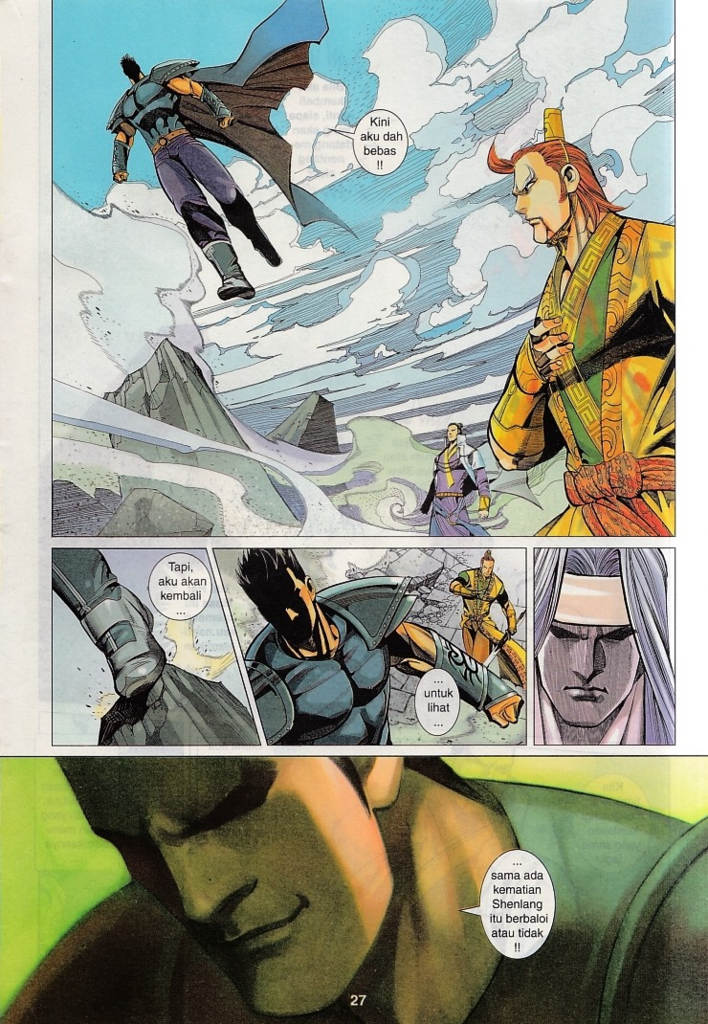 Kini
aku dah
bebas
!!
Tapi,
aku akan
kembali
...
...
untuk
lihat
...
...
sama ada
kematian
Shenlang
itu berbaloi
atau tidak
!!
27